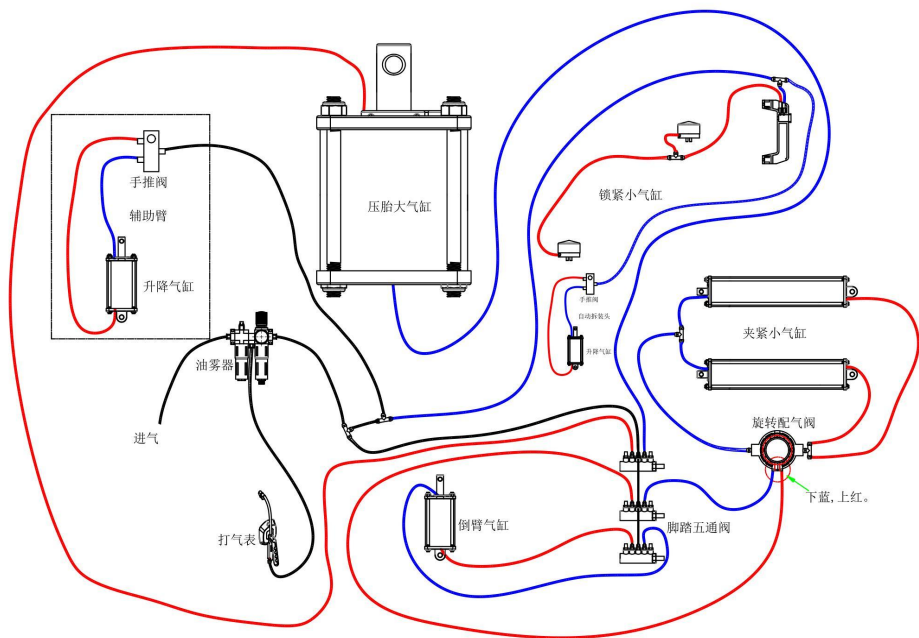 手推阀
辅助臂
升降气缸
油雾器
进气
打气表
压胎大气缸
锁紧小气缸
手推阀
自动拆装头
升降气缸
夹紧小气缸
旋转配气阀
下蓝,上红。
倒臂气缸
脚踏五通阀